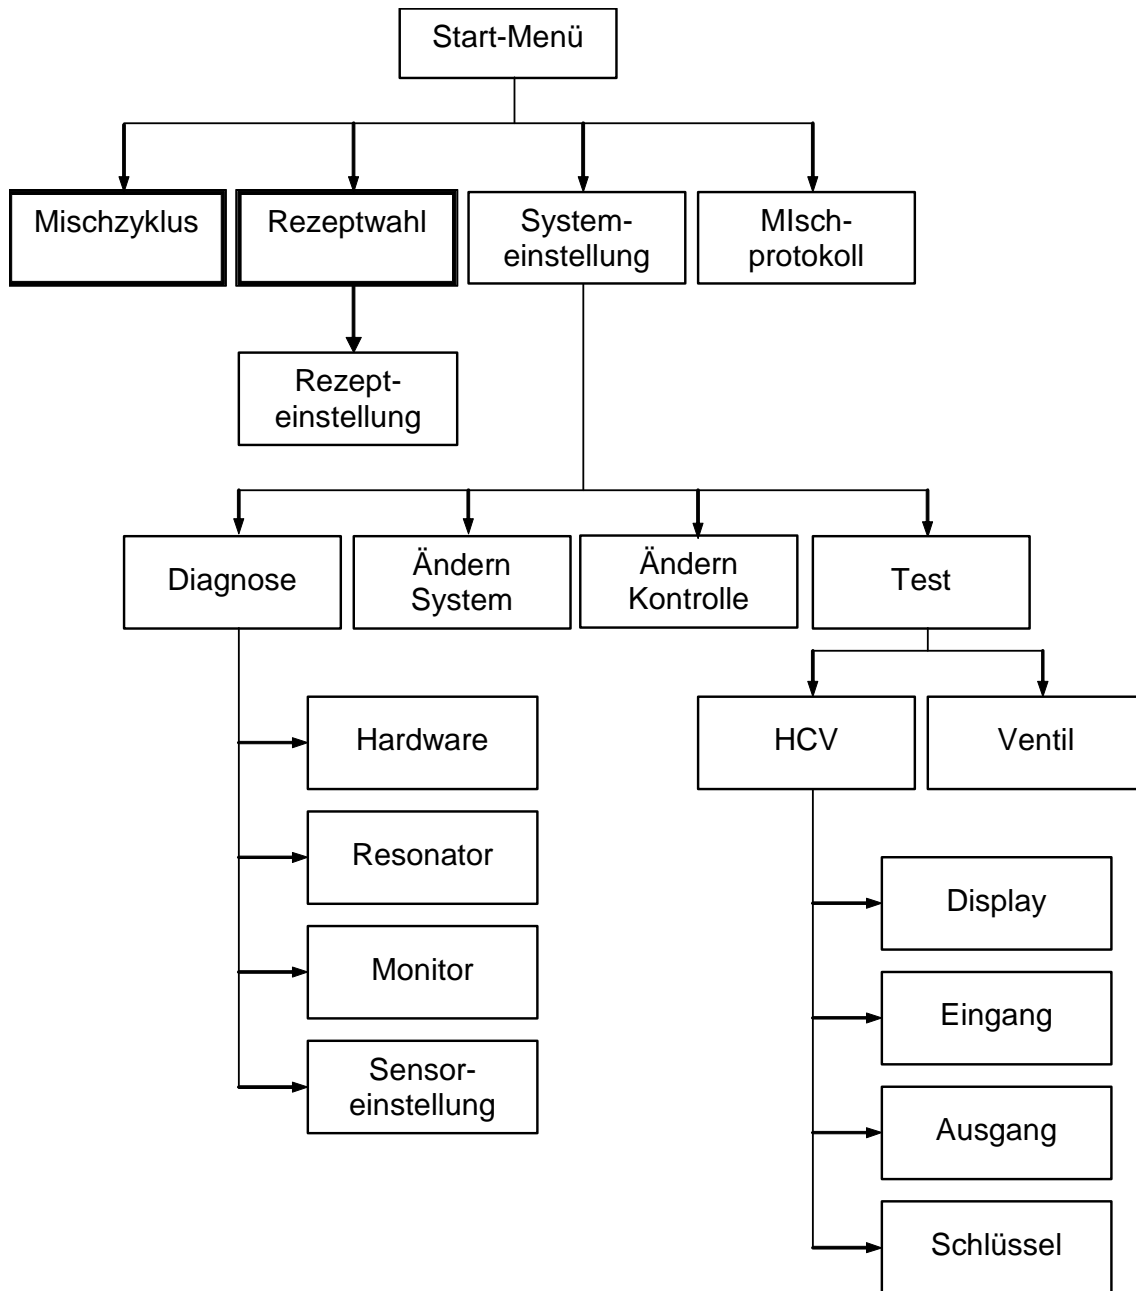 Start-Menü
Mischzyklus
Rezeptwahl
System-
einstellung
MIsch-
protokoll
Rezept-
einstellung
Diagnose
Ändern
System
Ändern
Kontrolle
Test
Hardware
Resonator
Monitor
Sensor-
einstellung
HCV
Ventil
Display
Eingang
Ausgang
Schlüssel